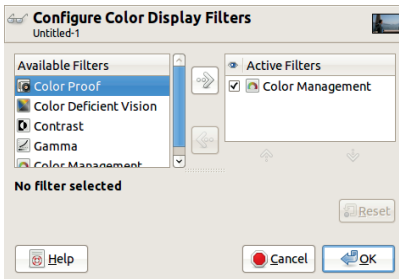 Configure Color Display Filters
Untitled-1
Available Filters
Color Proof
Color Deficient Vision
Contrast
Gamma
Color Management
Active Filters
Color Management
No filter selected
Reset
Help
Cancel
OK